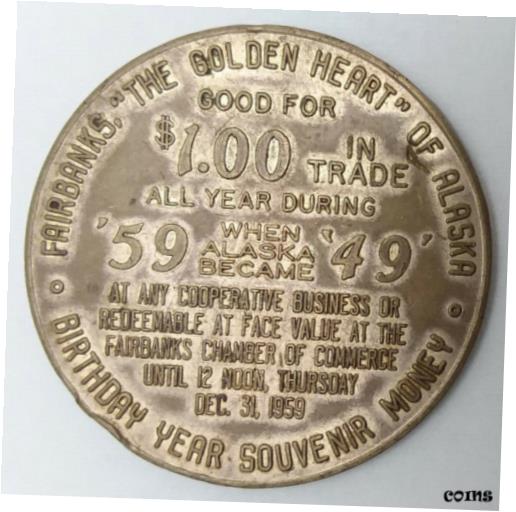 FAIRBANKS, "THE GOLDEN HEART" OF ALASKA
GOOD FOR
$1.00 IN TRADE
ALL YEAR DURING
'59 WHEN ALASKA BECAME '49'
AT ANY COOPERATIVE BUSINESS OR
REDEEMABLE AT FACE VALUE AT THE
FAIRBANKS CHAMBER OF COMMERCE
UNTIL 12 NOON, THURSDAY
DEC. 31, 1959
BIRTHDAY YEAR SOUVENIR MONEY
coins